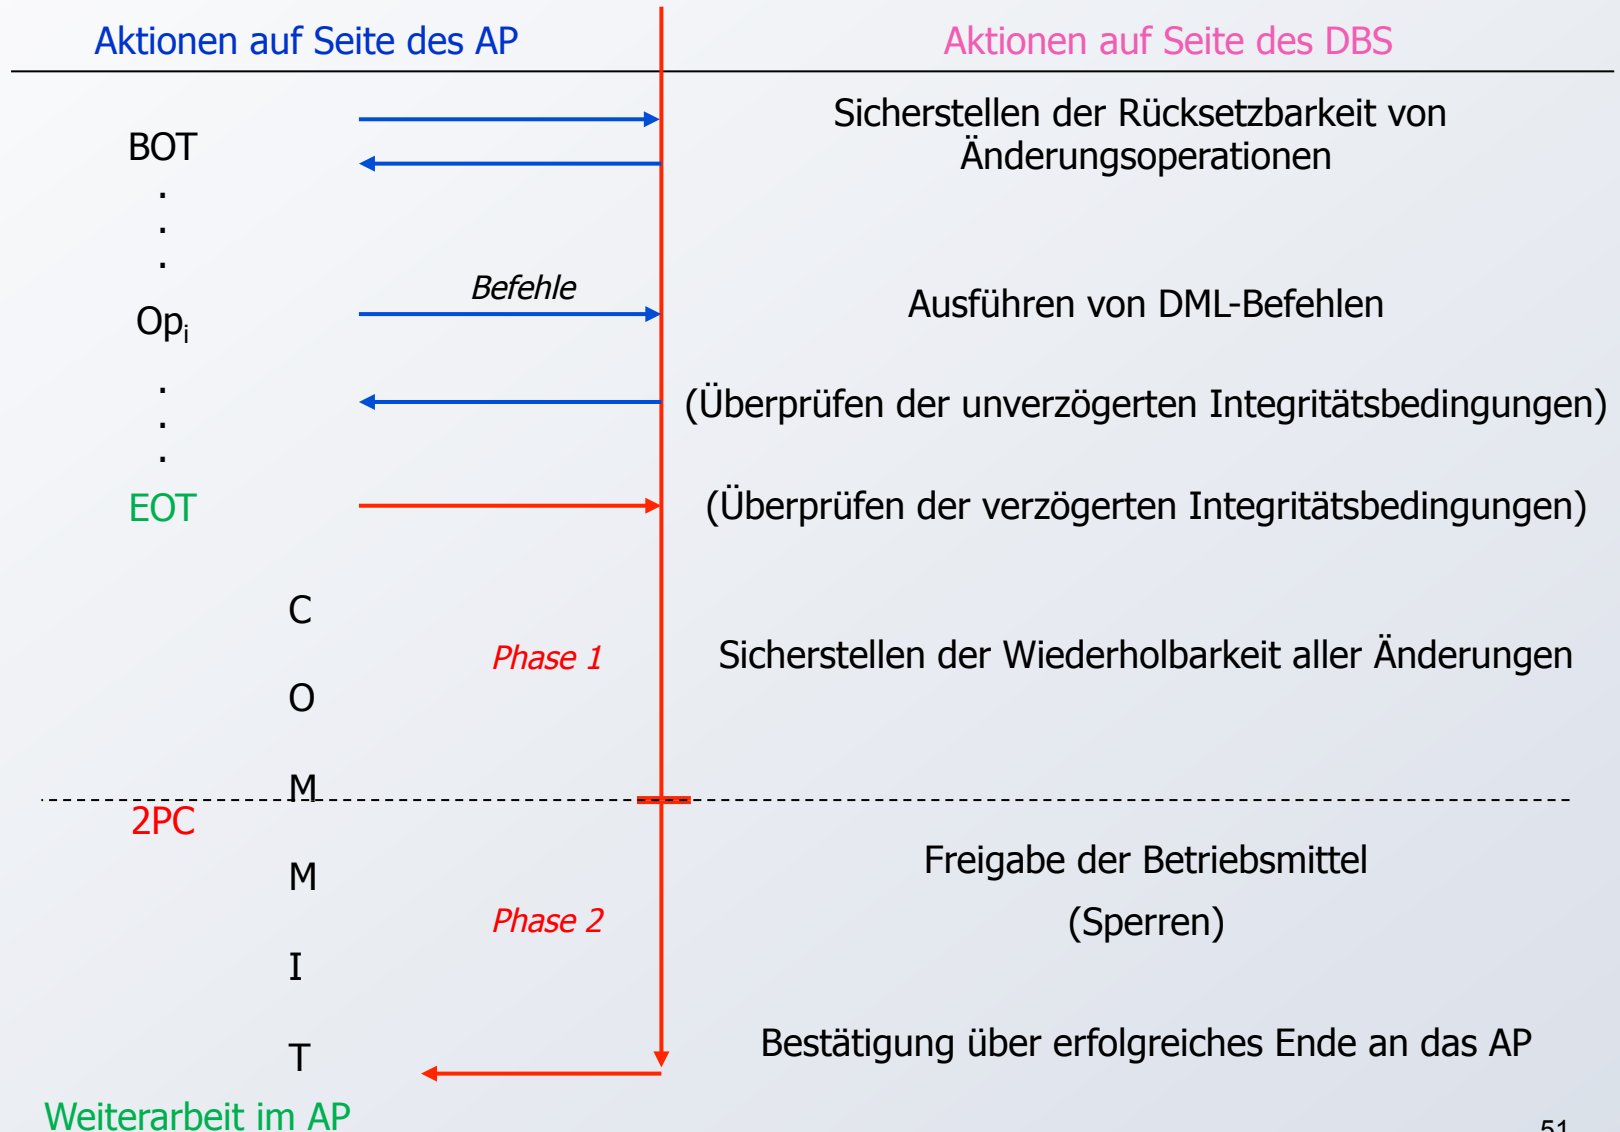 Aktionen auf Seite des AP
Aktionen auf Seite des DBS
BOT
Sicherstellen der Rücksetzbarkeit von
Änderungsoperationen
.
.
.
Befehle
Opi
Ausführen von DML-Befehlen
.
.
.
(Überprüfen der unverzögerten Integritätsbedingungen)
EOT
(Überprüfen der verzögerten Integritätsbedingungen)
C
O
M
M
I
T
Phase 1
Sicherstellen der Wiederholbarkeit aller Änderungen
2PC
Freigabe der Betriebsmittel
Phase 2
(Sperren)
Bestätigung über erfolgreiches Ende an das AP
Weiterarbeit im AP
51